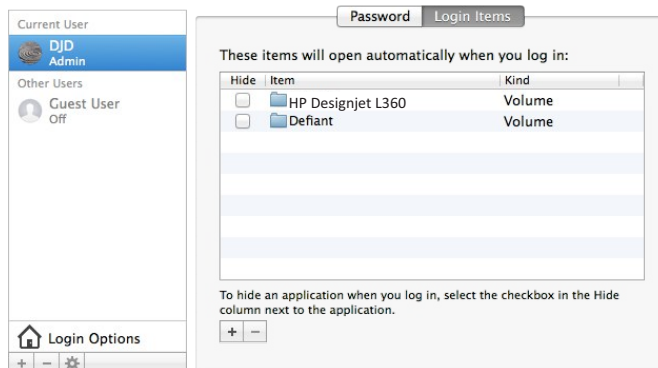 Current User
DJD
Admin
Other Users
Guest User
Off
Login Options
+ −
Password Login Items
These items will open automatically when you log in:
Hide Item Kind
HP Designjet L360 Volume
Defiant Volume
To hide an application when you log in, select the checkbox in the Hide
column next to the application.
+ −